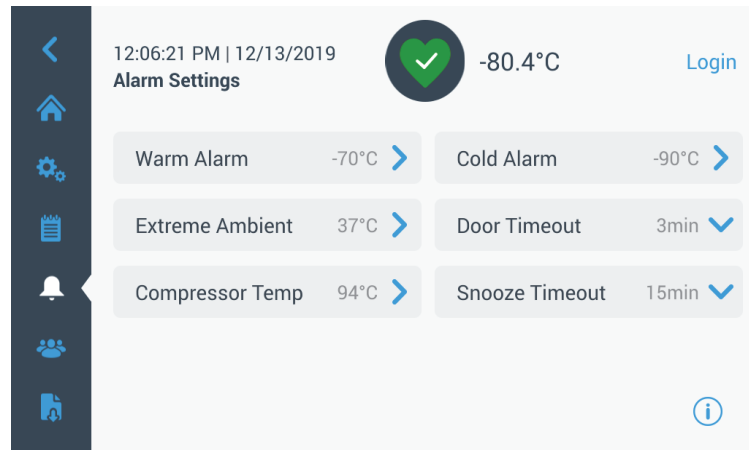 12:06:21 PM | 12/13/2019
Alarm Settings
-80.4°C
Login
Warm Alarm -70°C
Cold Alarm -90°C
Extreme Ambient 37°C
Door Timeout 3min
Compressor Temp 94°C
Snooze Timeout 15min
i